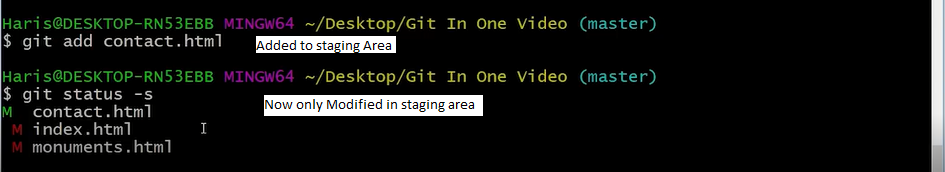 Haris@DESKTOP-RN53EBB MINGW64 ~/Desktop/Git In One Video (master)
$ git add contact.html Added to staging Area
Haris@DESKTOP-RN53EBB MINGW64 ~/Desktop/Git In One Video (master)
$ git status -s
Now only Modified in staging area
M  contact.html
 M index.html
 M monuments.html